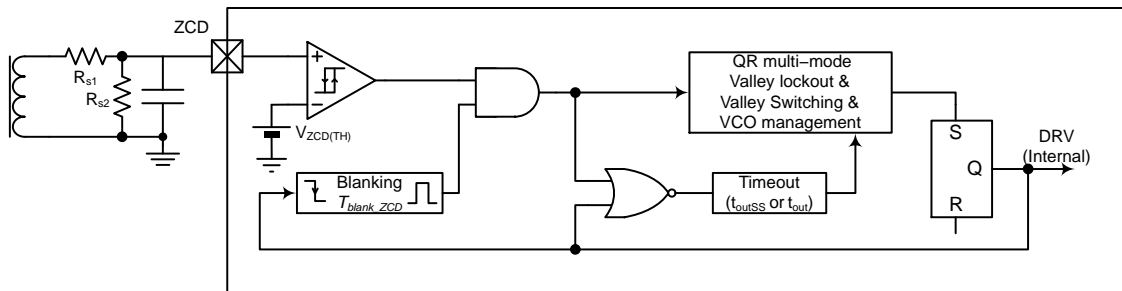 ZCD
R_s1
R_s2
+
−
V_ZCD(TH)
Blanking
T_blank_ZCD
QR multi−mode
Valley lockout &
Valley Switching &
VCO management
Timeout
(t_outSS or t_out)
S
Q
R
DRV
(Internal)